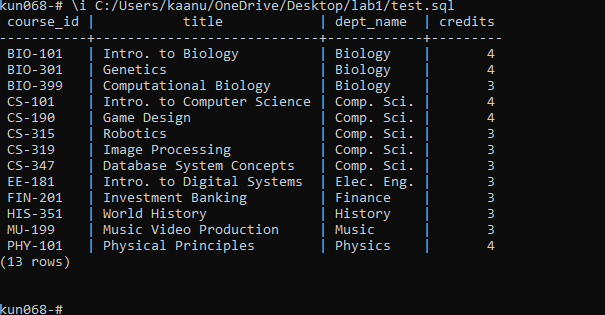 kun068-# \i C:/Users/kaanu/OneDrive/Desktop/lab1/test.sql
 course_id |           title            | dept_name  | credits
-----------+----------------------------+------------+---------
 BIO-101   | Intro. to Biology          | Biology    |       4
 BIO-301   | Genetics                   | Biology    |       4
 BIO-399   | Computational Biology      | Biology    |       3
 CS-101    | Intro. to Computer Science | Comp. Sci. |       4
 CS-190    | Game Design                | Comp. Sci. |       4
 CS-315    | Robotics                   | Comp. Sci. |       3
 CS-319    | Image Processing           | Comp. Sci. |       3
 CS-347    | Database System Concepts   | Comp. Sci. |       3
 EE-181    | Intro. to Digital Systems  | Elec. Eng. |       3
 FIN-201   | Investment Banking         | Finance    |       3
 HIS-351   | World History              | History    |       3
 MU-199    | Music Video Production     | Music      |       3
 PHY-101   | Physical Principles        | Physics    |       4
(13 rows)
kun068-#